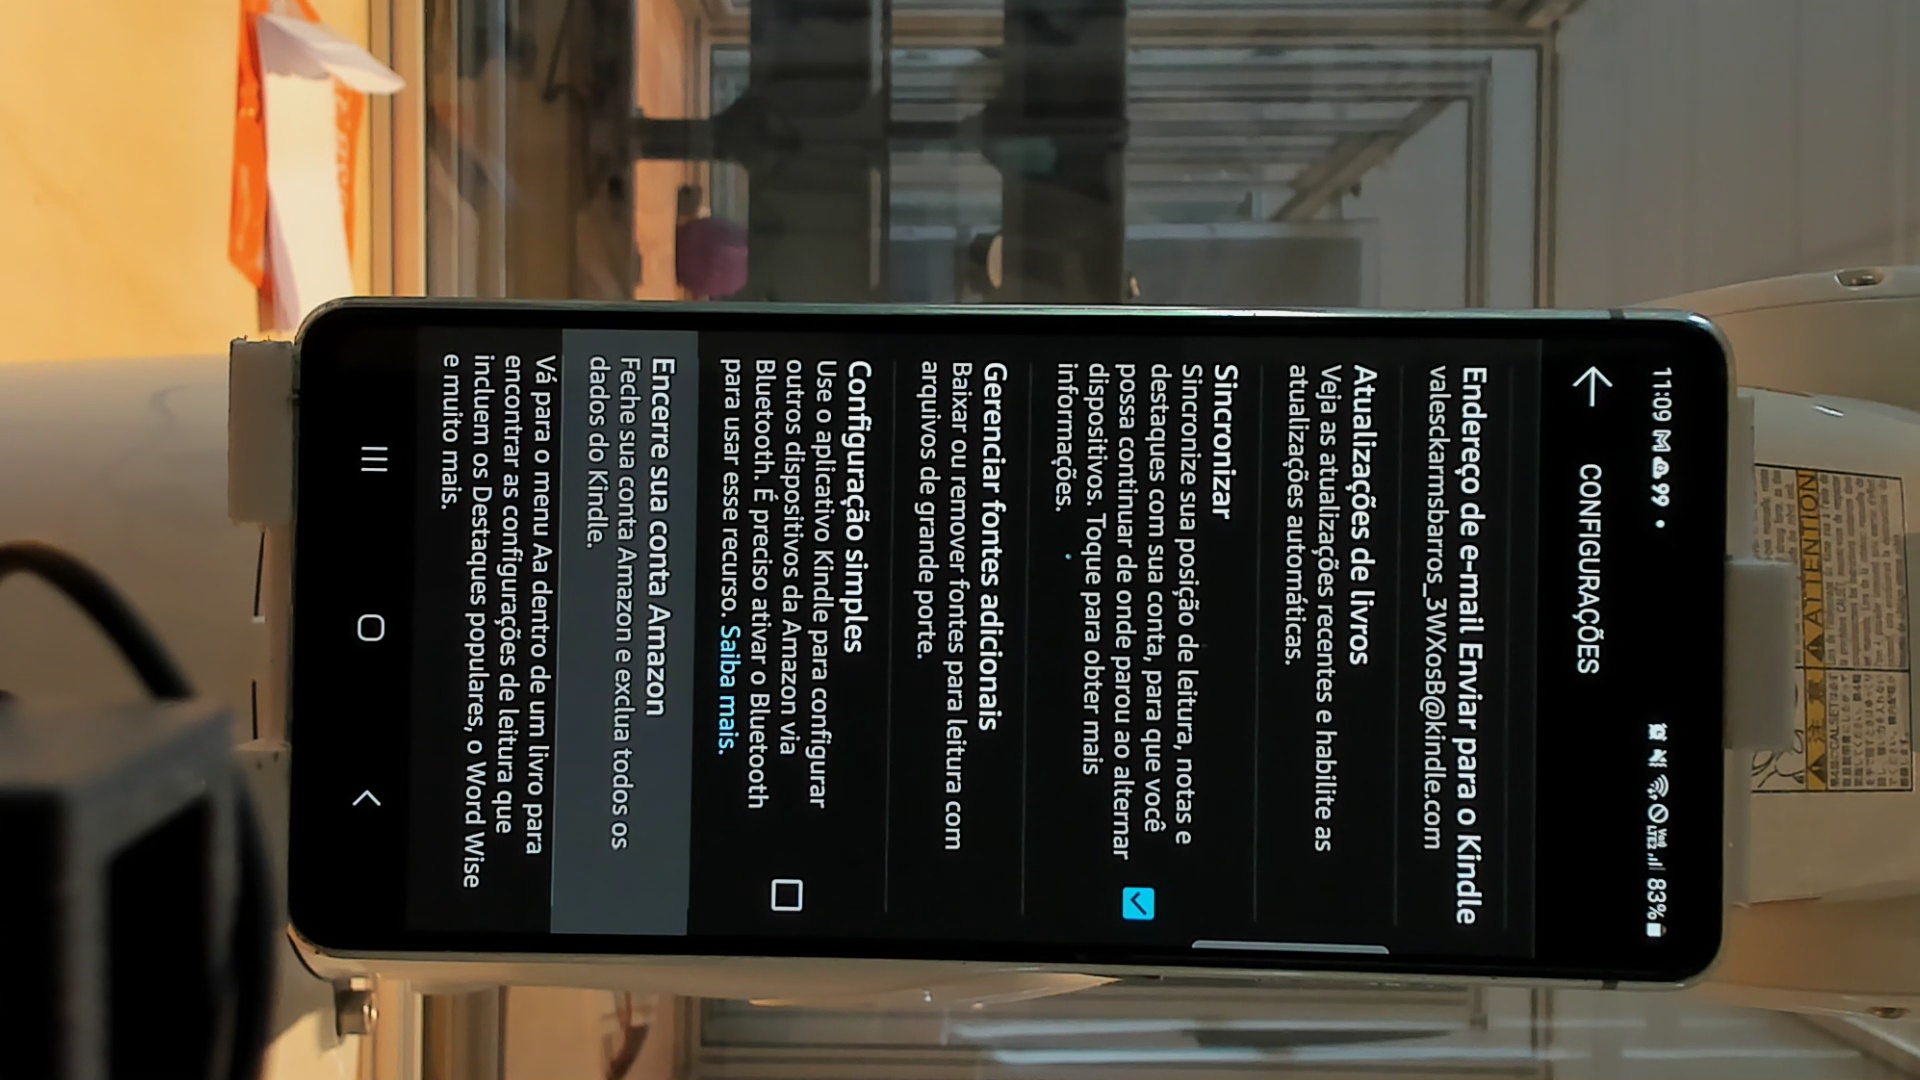 11:09 99 •
83%
CONFIGURAÇÕES
Endereço de e-mail Enviar para o Kindle
valesckarmsbarros_3WXosB@kindle.com
Atualizações de livros
Veja as atualizações recentes e habilite as
atualizações automáticas.
Sincronizar
Sincronize sua posição de leitura, notas e
destaques com sua conta, para que você
possa continuar de onde parou ao alternar
dispositivos. Toque para obter mais
informações.
Gerenciar fontes adicionais
Baixar ou remover fontes para leitura com
arquivos de grande porte.
Configuração simples
Use o aplicativo Kindle para configurar
outros dispositivos da Amazon via
Bluetooth. É preciso ativar o Bluetooth
para usar esse recurso. Saiba mais.
Encerre sua conta Amazon
Feche sua conta Amazon e exclua todos os
dados do Kindle.
Vá para o menu Aa dentro de um livro para
encontrar as configurações de leitura que
incluem os Destaques populares, o Word Wise
e muito mais.
注意 ATTENTION